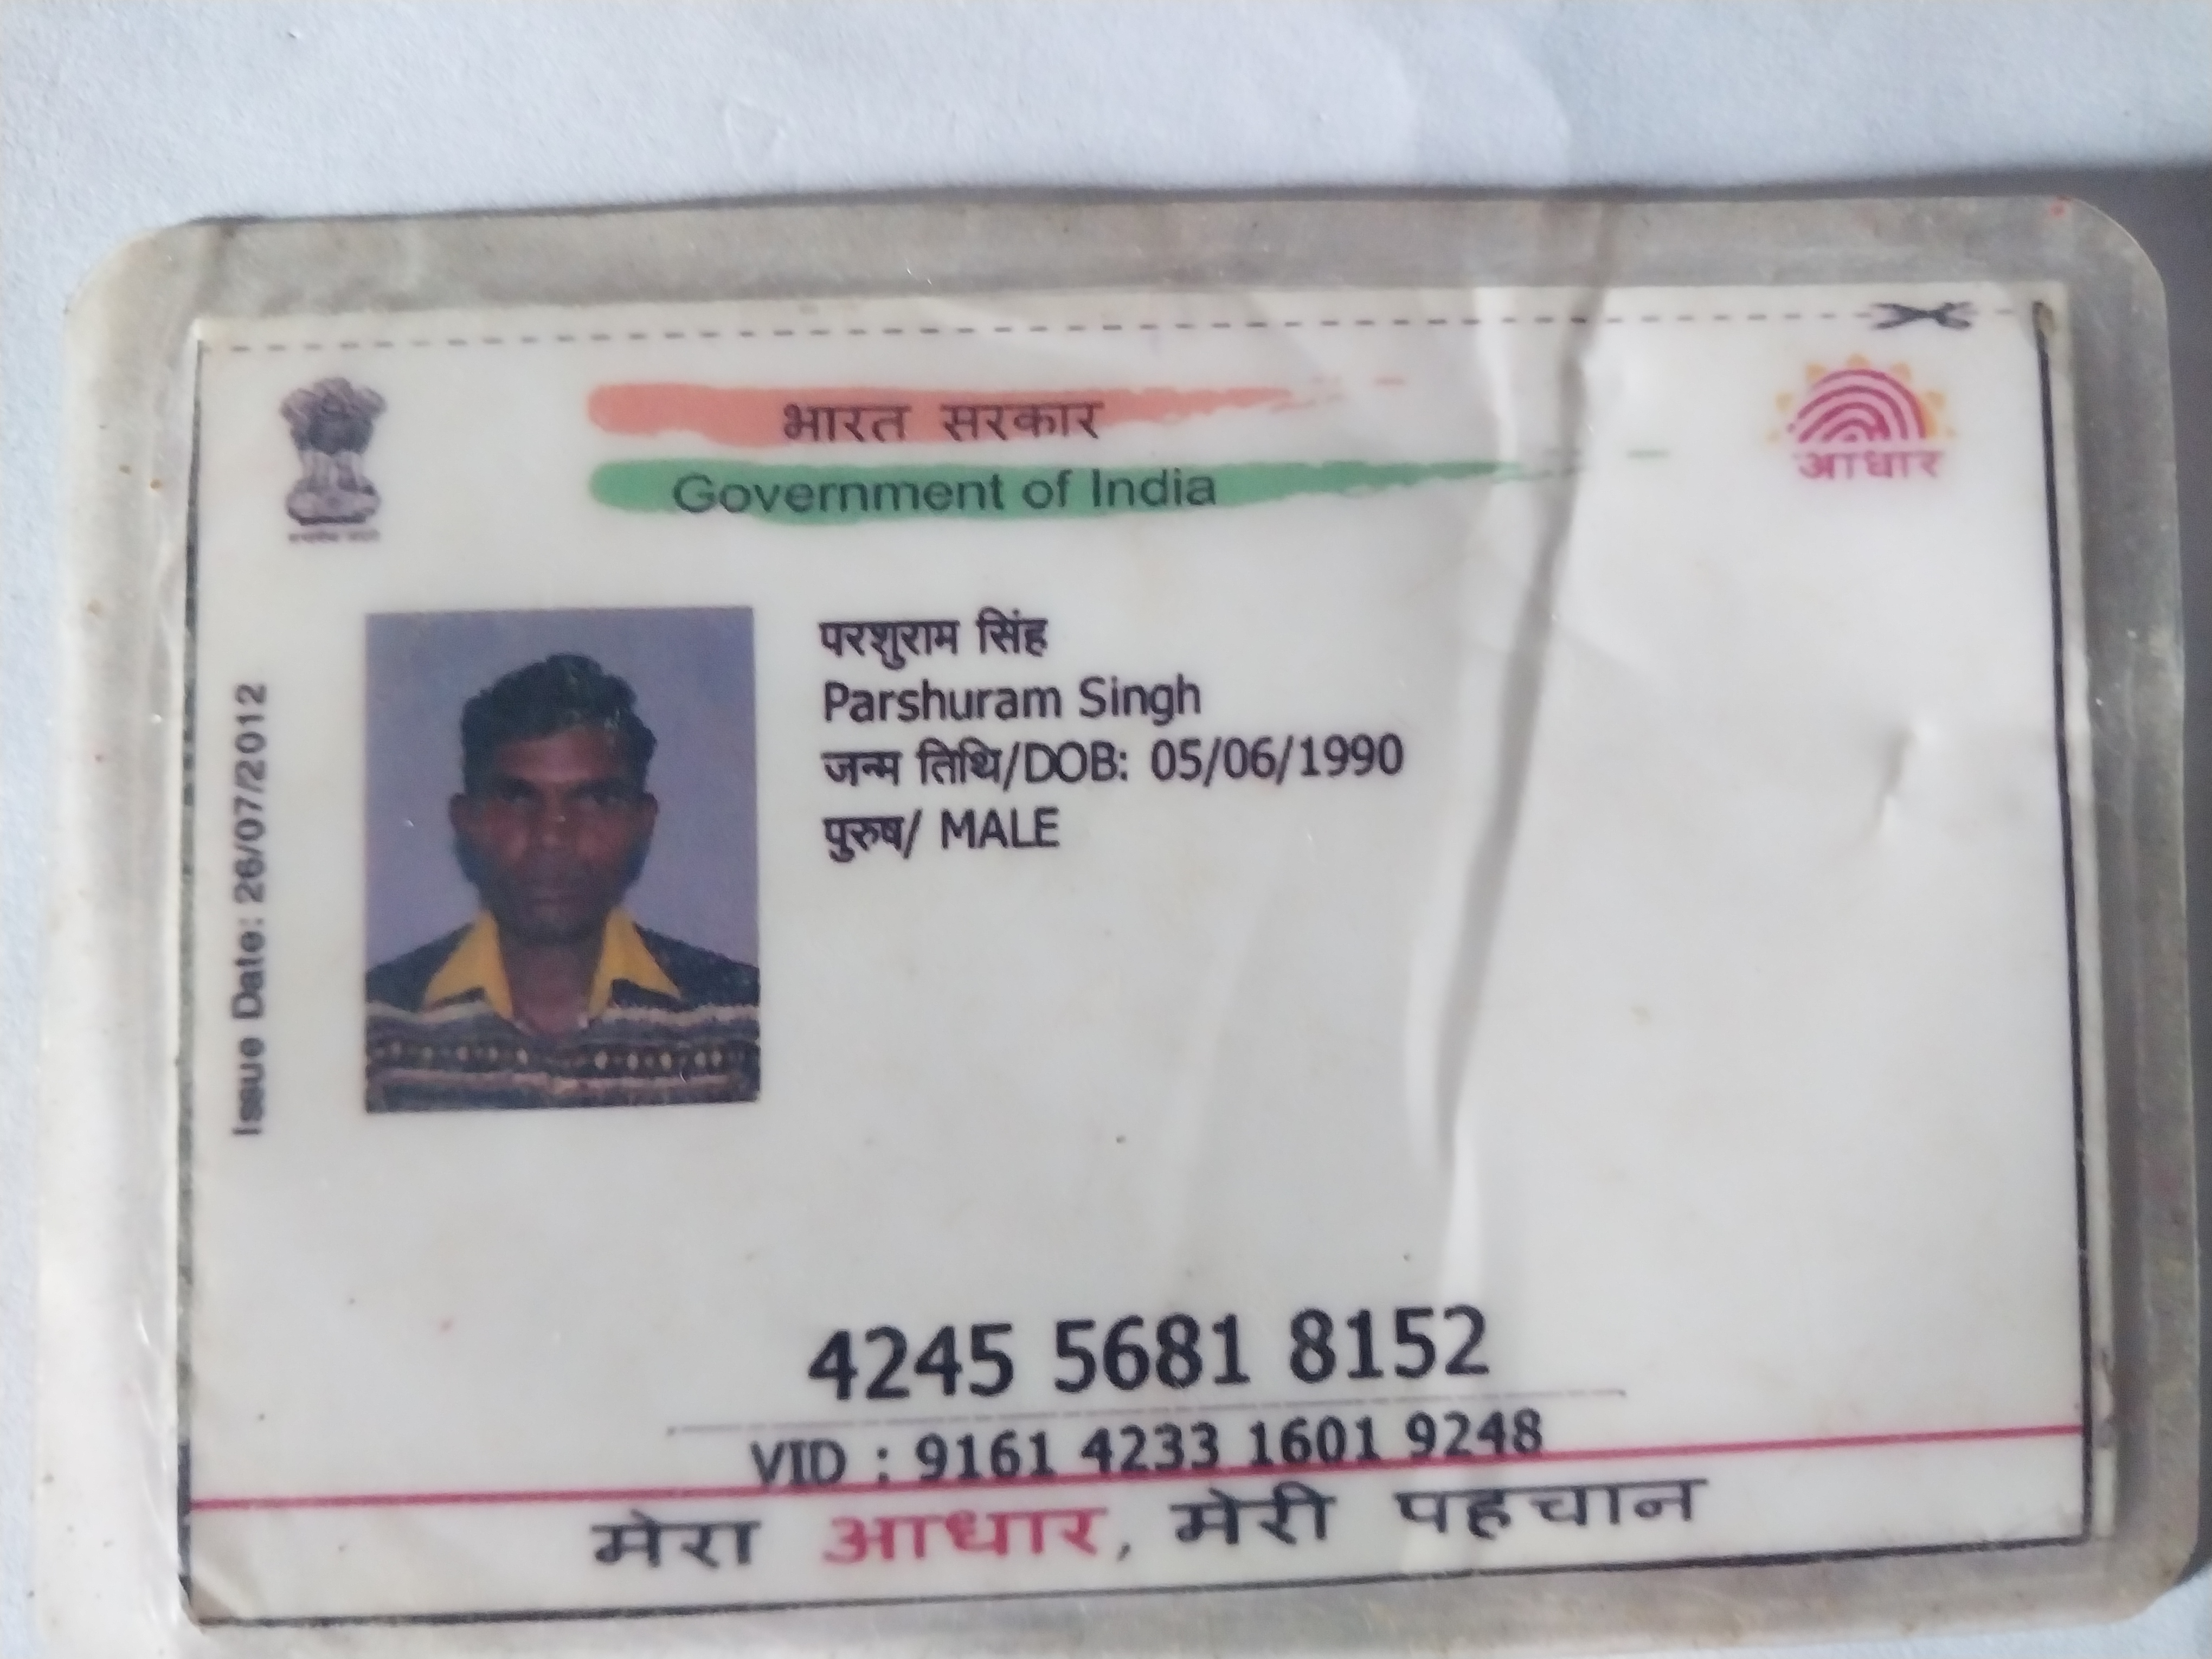 भारत सरकार
Government of India
आधार
Issue Date: 26/07/2012
परशुराम सिंह
Parshuram Singh
जन्म तिथि/DOB: 05/06/1990
पुरुष/ MALE
4245 5681 8152
VID : 9161 4233 1601 9248
मेरा आधार, मेरी पहचान